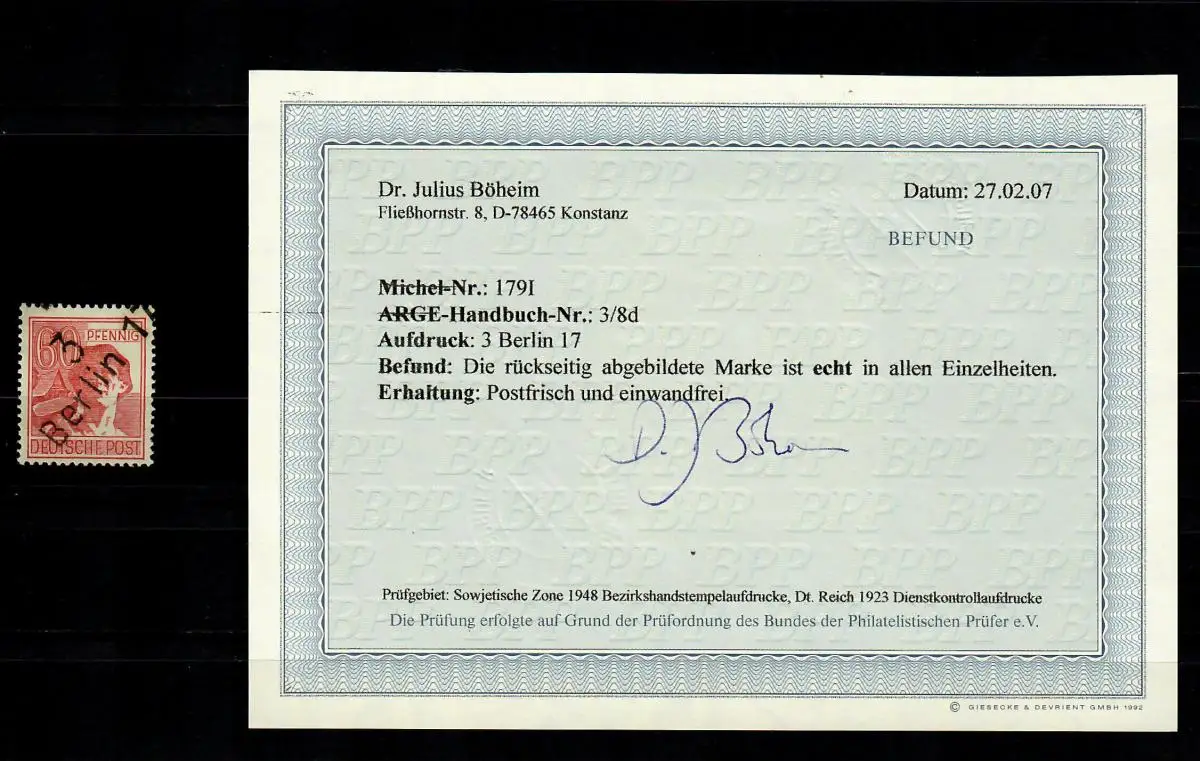 60 PFENNIG
3
Berlin 17
DEUTSCHE POST
Dr. Julius Böheim
Fließhornstr. 8, D-78465 Konstanz
Datum: 27.02.07
BEFUND
Michel-Nr.: 179I
ARGE-Handbuch-Nr.: 3/8d
Aufdruck: 3 Berlin 17
Befund: Die rückseitig abgebildete Marke ist echt in allen Einzelheiten.
Erhaltung: Postfrisch und einwandfrei.
D. J Böhm
Prüfgebiet: Sowjetische Zone 1948 Bezirkshandstempelaufdrucke, Dt. Reich 1923 Dienstkontrollaufdrucke
Die Prüfung erfolgte auf Grund der Prüfordnung des Bundes der Philatelistischen Prüfer e.V.
© GIESECKE & DEVRIENT GMBH 1992
BPP